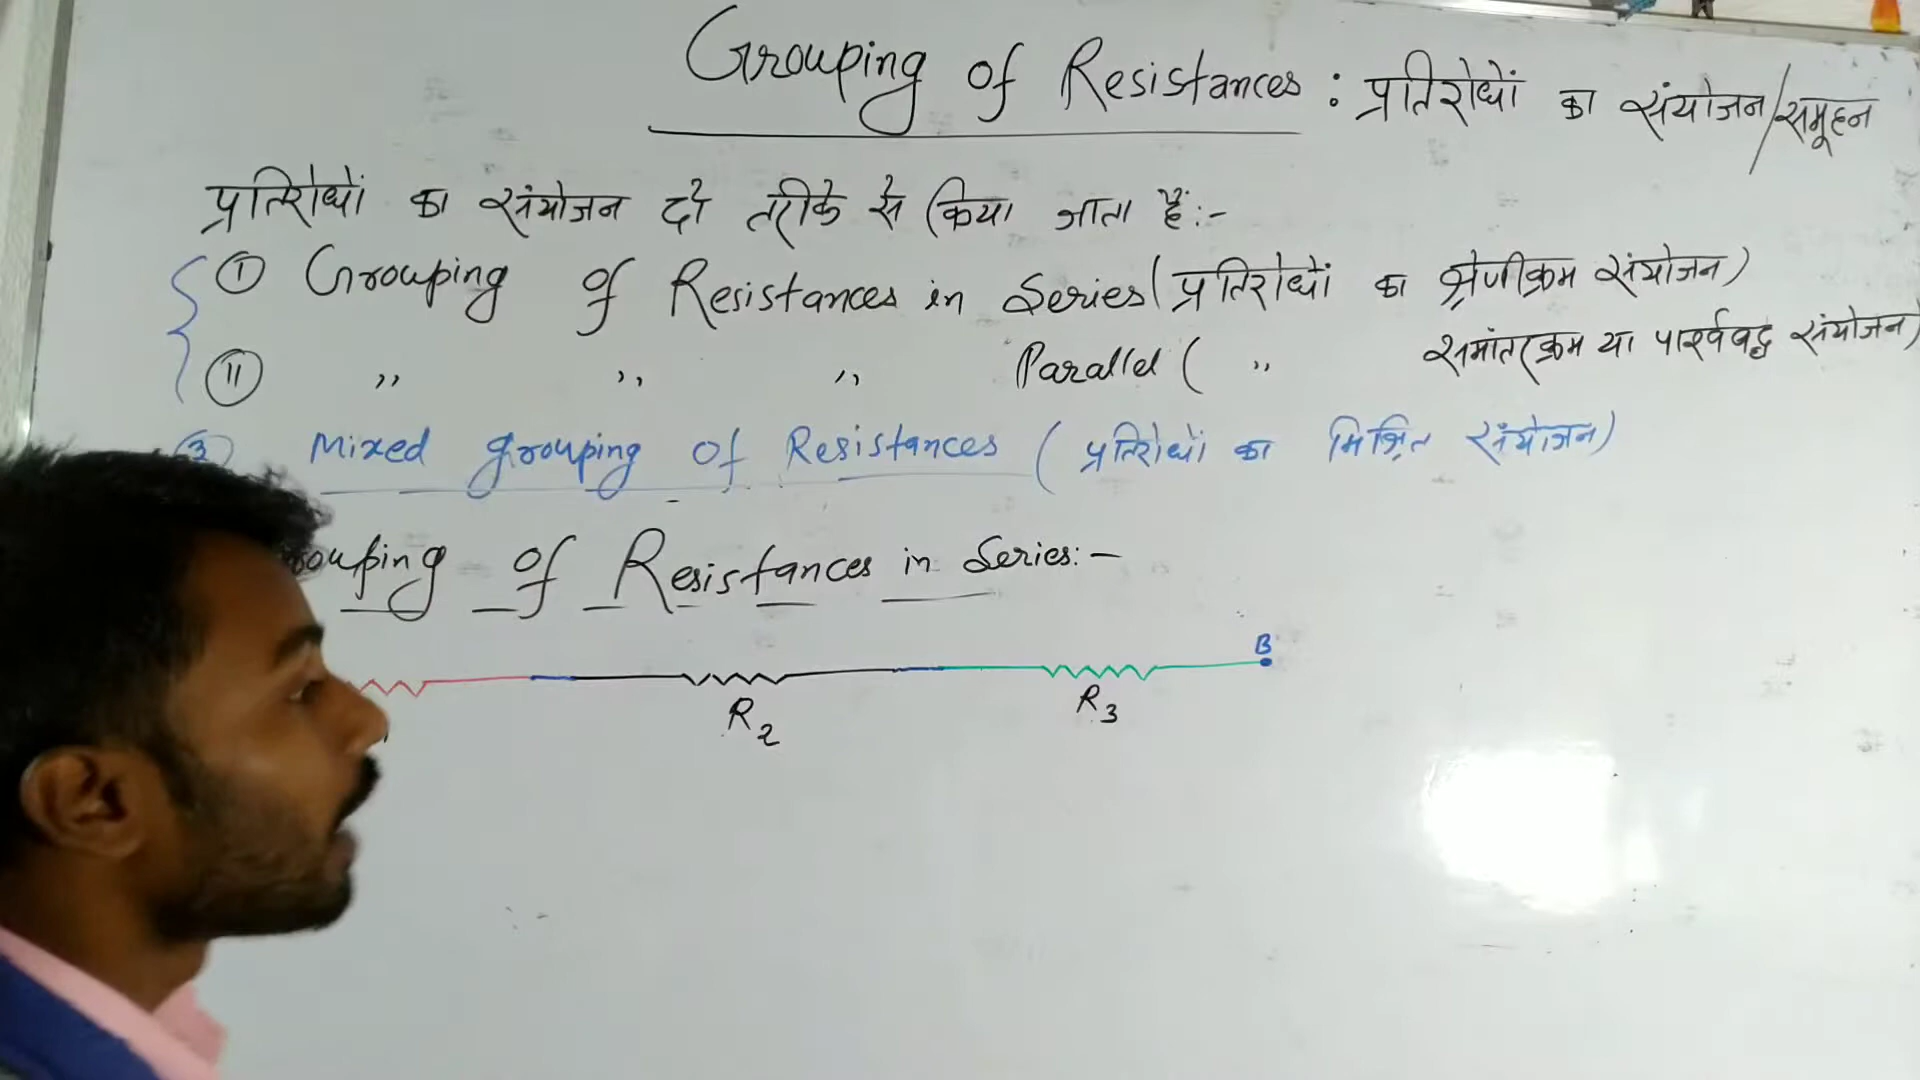 Grouping of Resistances : प्रतिरोधों का संयोजन/समूहन
प्रतिरोधों का संयोजन दो तरीके से किया जाता है:-
① Grouping of Resistances in Series (प्रतिरोधों का श्रेणीक्रम संयोजन)
⑪ ,, ,, ,, Parallel ( ,, समांतरक्रम या पार्श्वबद्ध संयोजन)
③ Mixed grouping of Resistances (प्रतिरोधों का मिश्रित संयोजन)
ouping of Resistances in Series:-
B
R₂ R₃